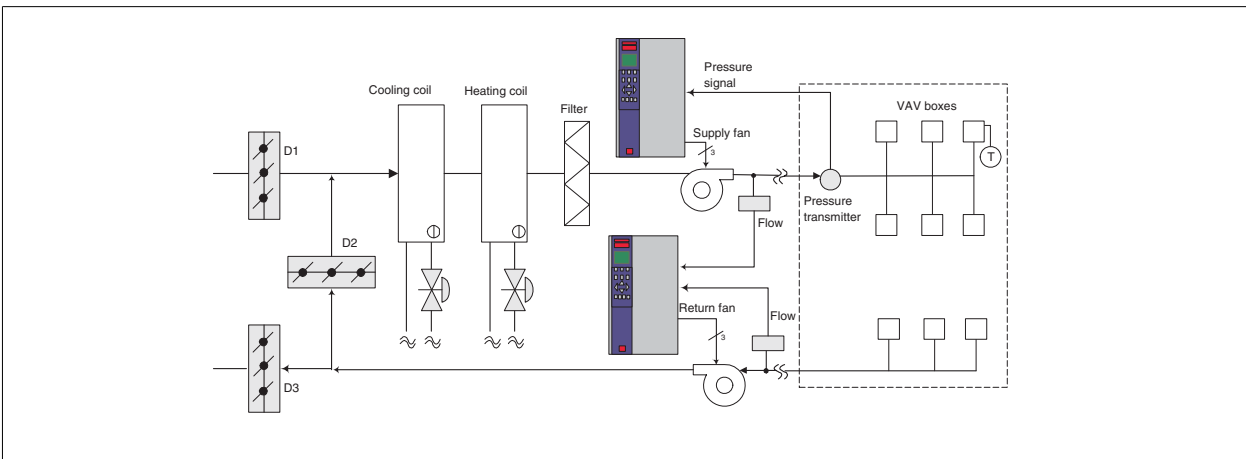 Cooling coil
Heating coil
Filter
Pressure
signal
VAV boxes
D1
Supply fan
3
T
Pressure
transmitter
Flow
D2
Return fan
3
Flow
D3